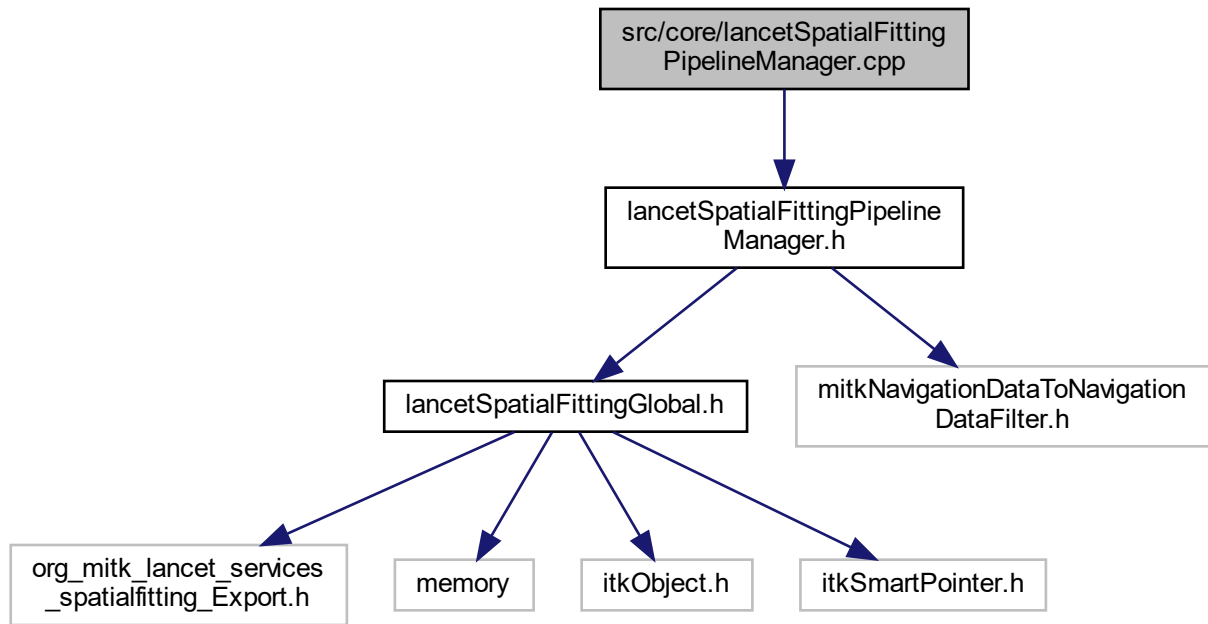 src/core/lancetSpatialFitting
PipelineManager.cpp
lancetSpatialFittingPipeline
Manager.h
lancetSpatialFittingGlobal.h
mitkNavigationDataToNavigation
DataFilter.h
org_mitk_lancet_services
_spatialfitting_Export.h
memory
itkObject.h
itkSmartPointer.h